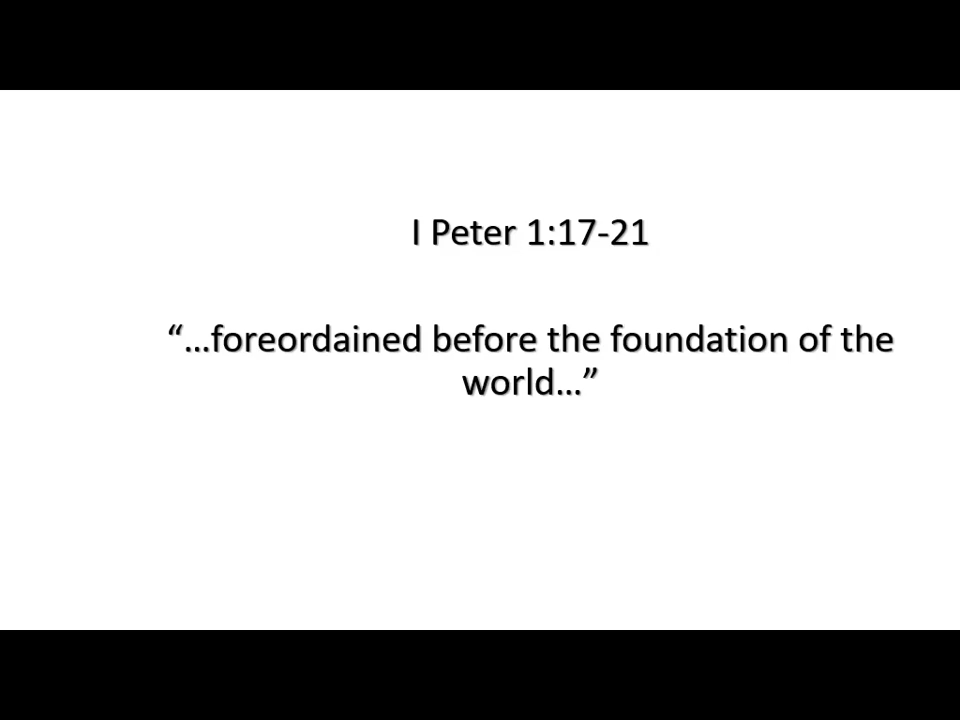 I Peter 1:17-21
“…foreordained before the foundation of the
world…”